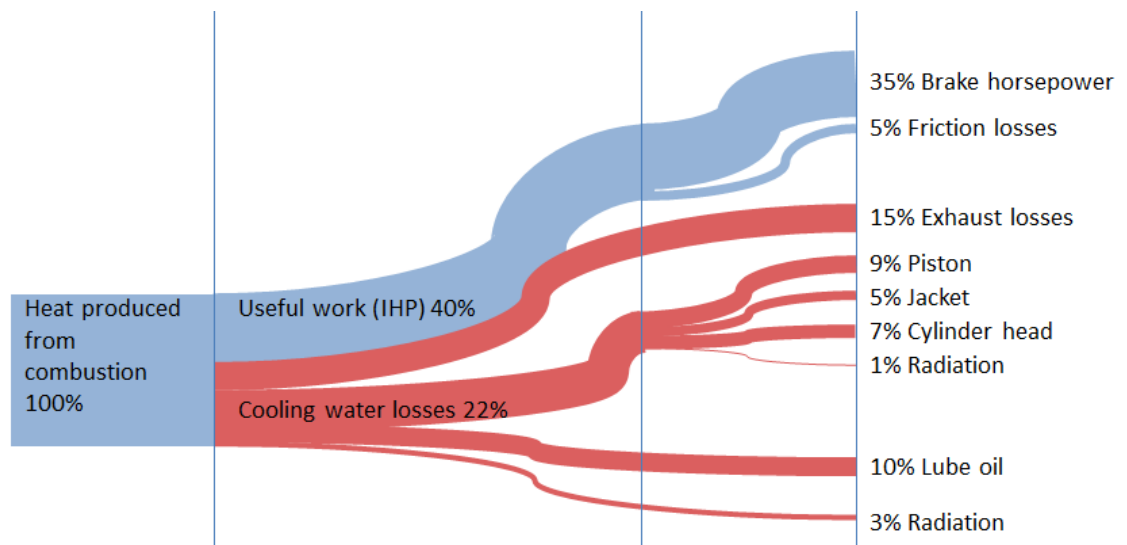 Heat produced
from
combustion
100%
Useful work (IHP) 40%
Cooling water losses 22%
35% Brake horsepower
5% Friction losses
15% Exhaust losses
9% Piston
5% Jacket
7% Cylinder head
1% Radiation
10% Lube oil
3% Radiation